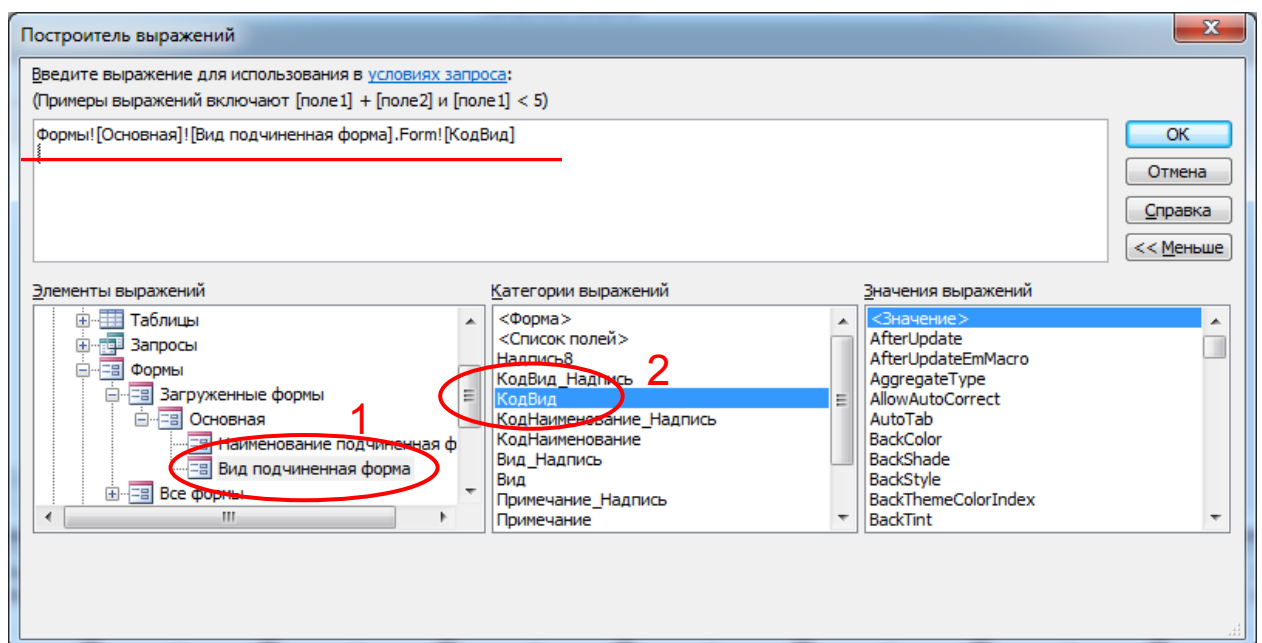 Построитель выражений
x
Введите выражение для использования в условиях запроса:
(Примеры выражений включают [поле1] + [поле2] и [поле1] < 5)
Формы![Основная]![Вид подчиненная форма].Form![КодВид]
ОК
Отмена
Справка
<< Меньше
Элементы выражений
Таблицы
Запросы
Формы
Загруженные формы
Основная
Наименование подчиненная ф
Вид подчиненная форма
Все формы
1
Категории выражений
<Форма>
<Список полей>
Надпись8
КодВид_Надпись
КодВид
КодНаименование_Надпись
КодНаименование
Вид_Надпись
Вид
Примечание_Надпись
Примечание
2
Значения выражений
<Значение>
AfterUpdate
AfterUpdateEmMacro
AggregateType
AllowAutoCorrect
AutoTab
BackColor
BackShade
BackStyle
BackThemeColorIndex
BackTint